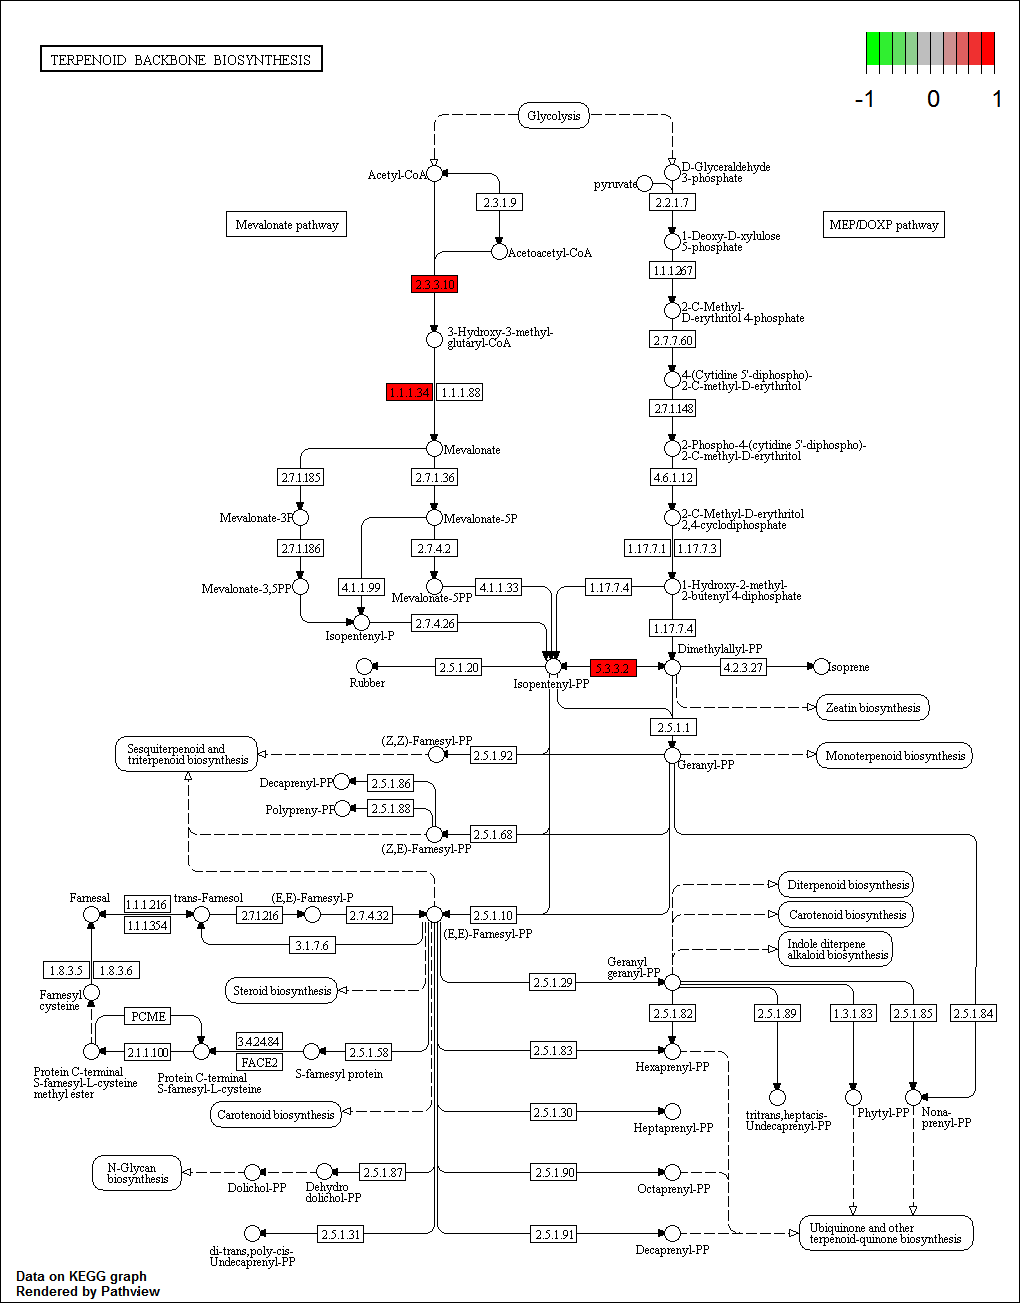 TERPENOID BACKBONE BIOSYNTHESIS
-1 0 1
Glycolysis
Acetyl-CoA
2.3.1.9
Acetoacetyl-CoA
Mevalonate pathway
2.3.3.10
3-Hydroxy-3-methyl-
glutaryl-CoA
1.1.1.34
1.1.1.88
Mevalonate
2.7.1.185
2.7.1.36
Mevalonate-3P
Mevalonate-5P
2.7.1.186
2.7.4.2
Mevalonate-3,5PP
4.1.1.99
Mevalonate-5PP
4.1.1.33
Isopentenyl-P
2.7.4.26
pyruvate
D-Glyceraldehyde
3-phosphate
2.2.1.7
MEP/DOXP pathway
1-Deoxy-D-xylulose
5-phosphate
1.1.1.267
2-C-Methyl-
D-erythritol 4-phosphate
2.7.7.60
4-(Cytidine 5'-diphospho)-
2-C-methyl-D-erythritol
2.7.1.148
2-Phospho-4-(cytidine 5'-diphospho)-
2-C-methyl-D-erythritol
4.6.1.12
2-C-Methyl-D-erythritol
2,4-cyclodiphosphate
1.17.7.1
1.17.7.3
1.17.7.4
1-Hydroxy-2-methyl-
2-butenyl 4-diphosphate
1.17.7.4
Dimethylallyl-PP
Rubber
2.5.1.20
Isopentenyl-PP
5.3.3.2
4.2.3.27
Isoprene
Zeatin biosynthesis
2.5.1.1
Geranyl-PP
Monoterpenoid biosynthesis
Sesquiterpenoid and
triterpenoid biosynthesis
(Z,Z)-Farnesyl-PP
2.5.1.92
Decaprenyl-PP
2.5.1.86
Polypreny-PP
2.5.1.88
(Z,E)-Farnesyl-PP
2.5.1.68
Farnesal
1.1.1.216
1.1.1.354
trans-Farnesol
2.7.1.216
(E,E)-Farnesyl-P
2.7.4.32
(E,E)-Farnesyl-PP
2.5.1.10
3.1.7.6
Diterpenoid biosynthesis
Carotenoid biosynthesis
Indole diterpene
alkaloid biosynthesis
1.8.3.5
1.8.3.6
Farnesyl
cysteine
Steroid biosynthesis
2.5.1.29
Geranyl
geranyl-PP
PCME
2.1.1.100
3.4.24.84
FACE2
2.5.1.58
Protein C-terminal
S-farnesyl-L-cysteine
methyl ester
Protein C-terminal
S-farnesyl-L-cysteine
S-farnesyl protein
2.5.1.82
2.5.1.89
1.3.1.83
2.5.1.85
2.5.1.84
2.5.1.83
Hexaprenyl-PP
Carotenoid biosynthesis
2.5.1.30
Heptaprenyl-PP
tritrans,heptacis-
Undecaprenyl-PP
Phytyl-PP
Nona-
prenyl-PP
N-Glycan
biosynthesis
Dolichol-PP
Dehydro
dolichol-PP
2.5.1.87
2.5.1.90
Octaprenyl-PP
di-trans,poly-cis-
Undecaprenyl-PP
2.5.1.31
2.5.1.91
Decaprenyl-PP
Ubiquinone and other
terpenoid-quinone biosynthesis
Data on KEGG graph
Rendered by Pathview